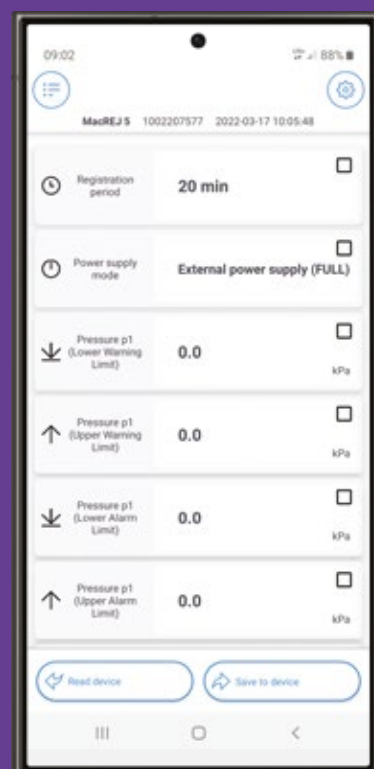 09:02 88%
MacREJ 5 1002207577 2022-03-17 10:05:48
Registration
period
20 min
Power supply
mode
External power supply (FULL)
Pressure p1
(Lower Warning
Limit)
0.0
kPa
Pressure p1
(Upper Warning
Limit)
0.0
kPa
Pressure p1
(Lower Alarm
Limit)
0.0
kPa
Pressure p1
(Upper Alarm
Limit)
0.0
kPa
Read device
Save to device